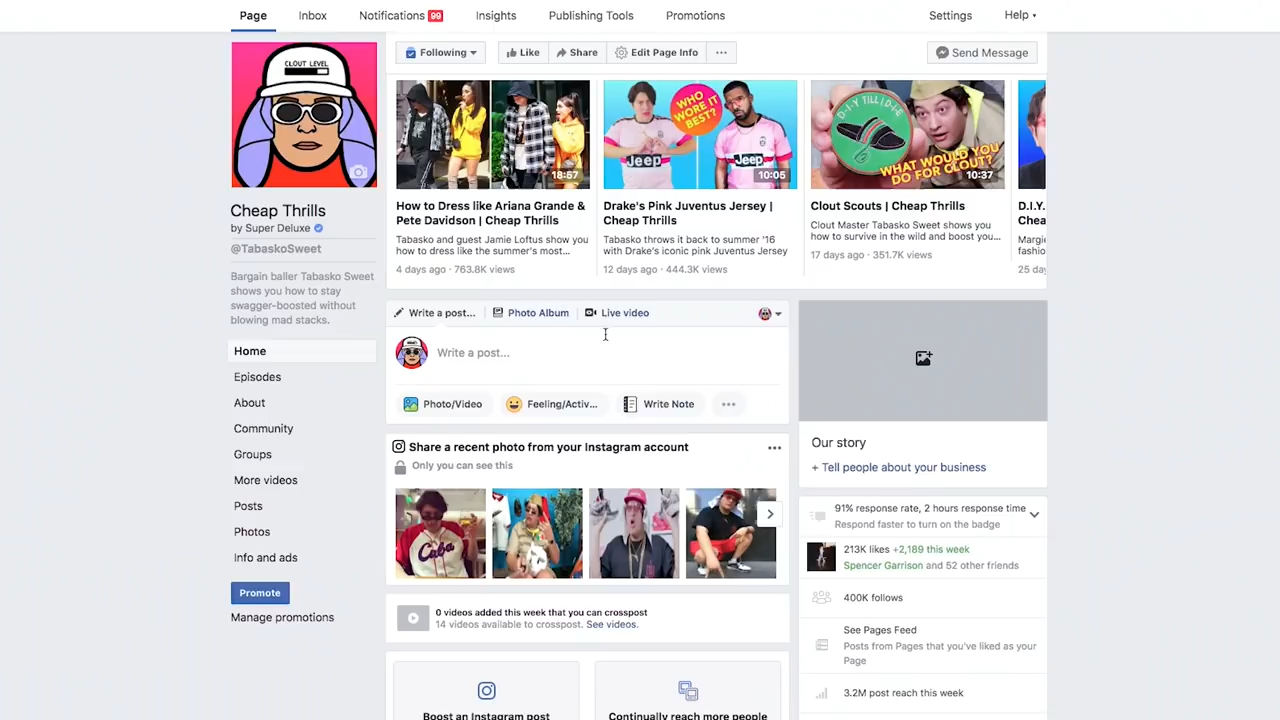 Page
Inbox
Notifications 99
Insights
Publishing Tools
Promotions
Settings
Help
Following
Like
Share
Edit Page Info
Send Message
CLOUT LEVEL
Cheap Thrills
by Super Deluxe
@TabaskoSweet
Bargain baller Tabasko Sweet
shows you how to stay
swagger-boosted without
blowing mad stacks.
Home
Episodes
About
Community
Groups
More videos
Posts
Photos
Info and ads
Promote
Manage promotions
18:57
How to Dress like Ariana Grande &
Pete Davidson | Cheap Thrills
Tabasko and guest Jamie Loftus show you
how to dress like the summer's most...
4 days ago · 763.8K views
WHO
WORE IT
BEST?
Jeep
Jeep
10:05
Drake's Pink Juventus Jersey |
Cheap Thrills
Tabasko throws it back to summer '16
with Drake's iconic pink Juventus Jersey
12 days ago · 444.3K views
D-I-Y TILL I D-I-E
WHAT WOULD YOU
DO FOR CLOUT?
10:37
Clout Scouts | Cheap Thrills
Clout Master Tabasko Sweet shows you
how to survive in the wild and boost you...
17 days ago · 351.7K views
D.I.Y.
Chea
Margi
fashio
25 da
Write a post...
Photo Album
Live video
Write a post...
Photo/Video
Feeling/Activ...
Write Note
Share a recent photo from your Instagram account
Only you can see this
Cuba
0 videos added this week that you can crosspost
14 videos available to crosspost. See videos.
Boost an Instagram post
Continually reach more people
Our story
+ Tell people about your business
91% response rate, 2 hours response time
Respond faster to turn on the badge
213K likes +2,189 this week
Spencer Garrison and 52 other friends
400K follows
See Pages Feed
Posts from Pages that you've liked as your
Page
3.2M post reach this week